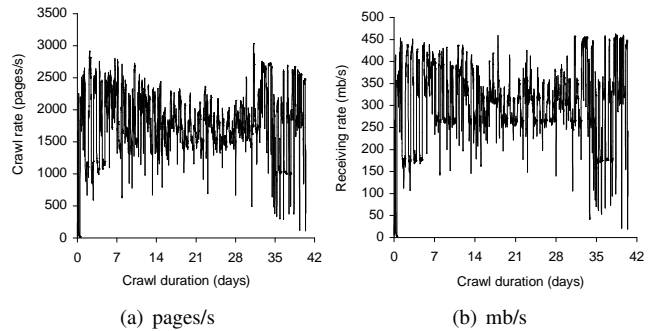 3500
3000
2500
2000
1500
1000
500
0
Crawl rate (pages/s)
0 7 14 21 28 35 42
Crawl duration (days)
(a) pages/s
450
500
400
350
300
250
200
150
100
50
0
Receiving rate (mb/s)
0 7 14 21 28 35 42
Crawl duration (days)
(b) mb/s